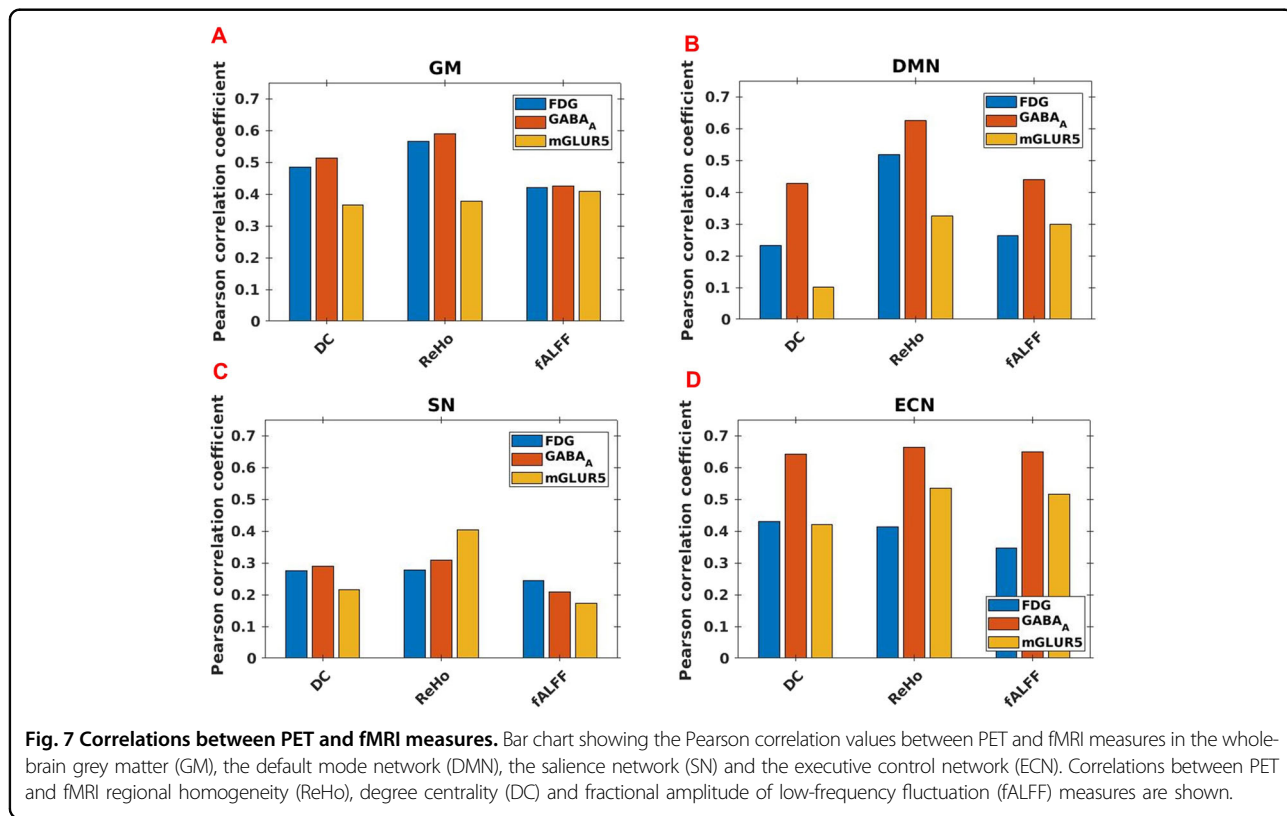 A
GM
Pearson correlation coefficient
0.7
0.6
0.5
0.4
0.3
0.2
0.1
0
FDG
GABA_A
mGLUR5
DC
ReHo
fALFF
B
DMN
Pearson correlation coefficient
0.7
0.6
0.5
0.4
0.3
0.2
0.1
0
FDG
GABA_A
mGLUR5
DC
ReHo
fALFF
C
SN
Pearson correlation coefficient
0.7
0.6
0.5
0.4
0.3
0.2
0.1
0
FDG
GABA_A
mGLUR5
DC
ReHo
fALFF
D
ECN
Pearson correlation coefficient
0.7
0.6
0.5
0.4
0.3
0.2
0.1
0
FDG
GABA_A
mGLUR5
DC
ReHo
fALFF
Fig. 7 Correlations between PET and fMRI measures. Bar chart showing the Pearson correlation values between PET and fMRI measures in the whole-
brain grey matter (GM), the default mode network (DMN), the salience network (SN) and the executive control network (ECN). Correlations between PET
and fMRI regional homogeneity (ReHo), degree centrality (DC) and fractional amplitude of low-frequency fluctuation (fALFF) measures are shown.